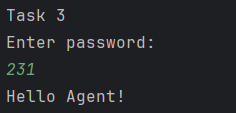 Task 3
Enter password:
231
Hello Agent!